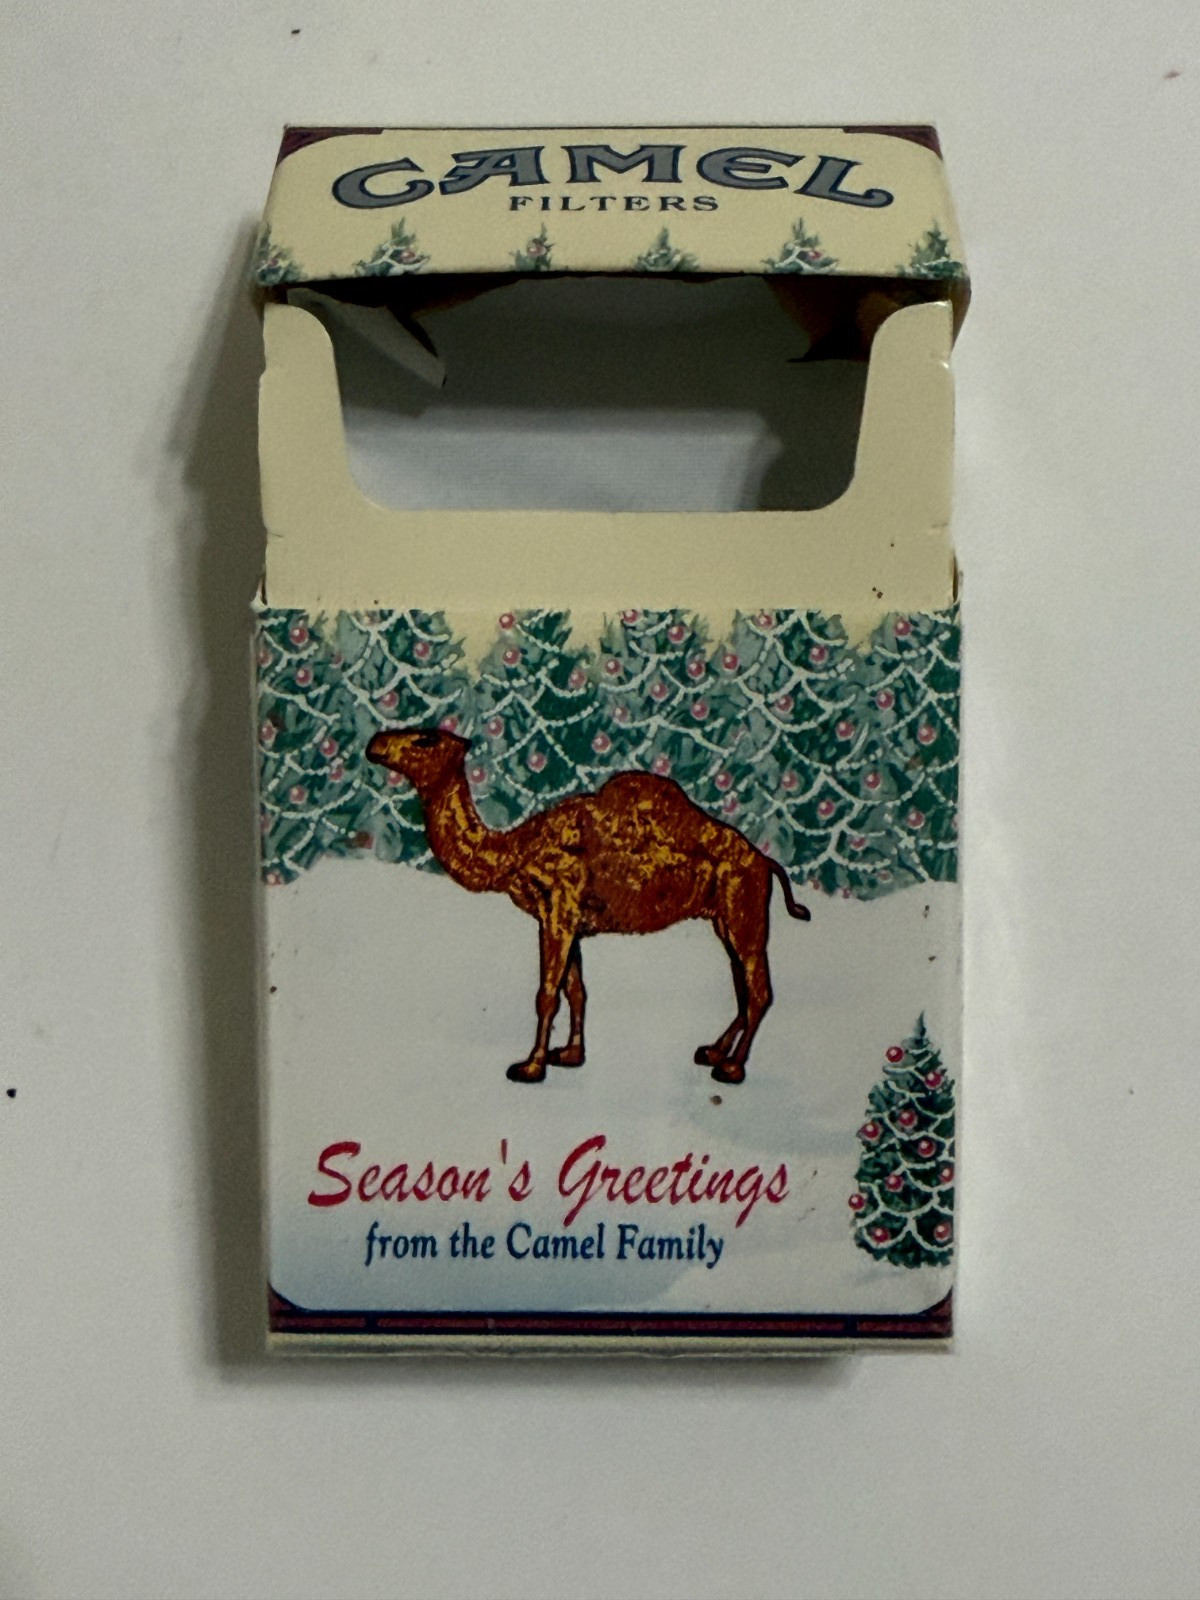 CAMEL
FILTERS
Season's Greetings
from the Camel Family